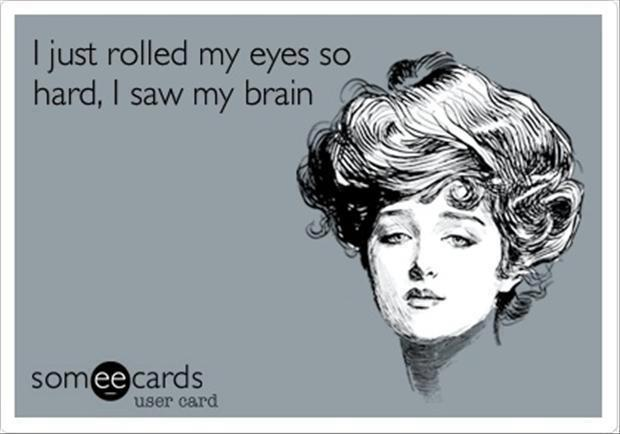 I just rolled my eyes so
hard, I saw my brain
someecards
user card